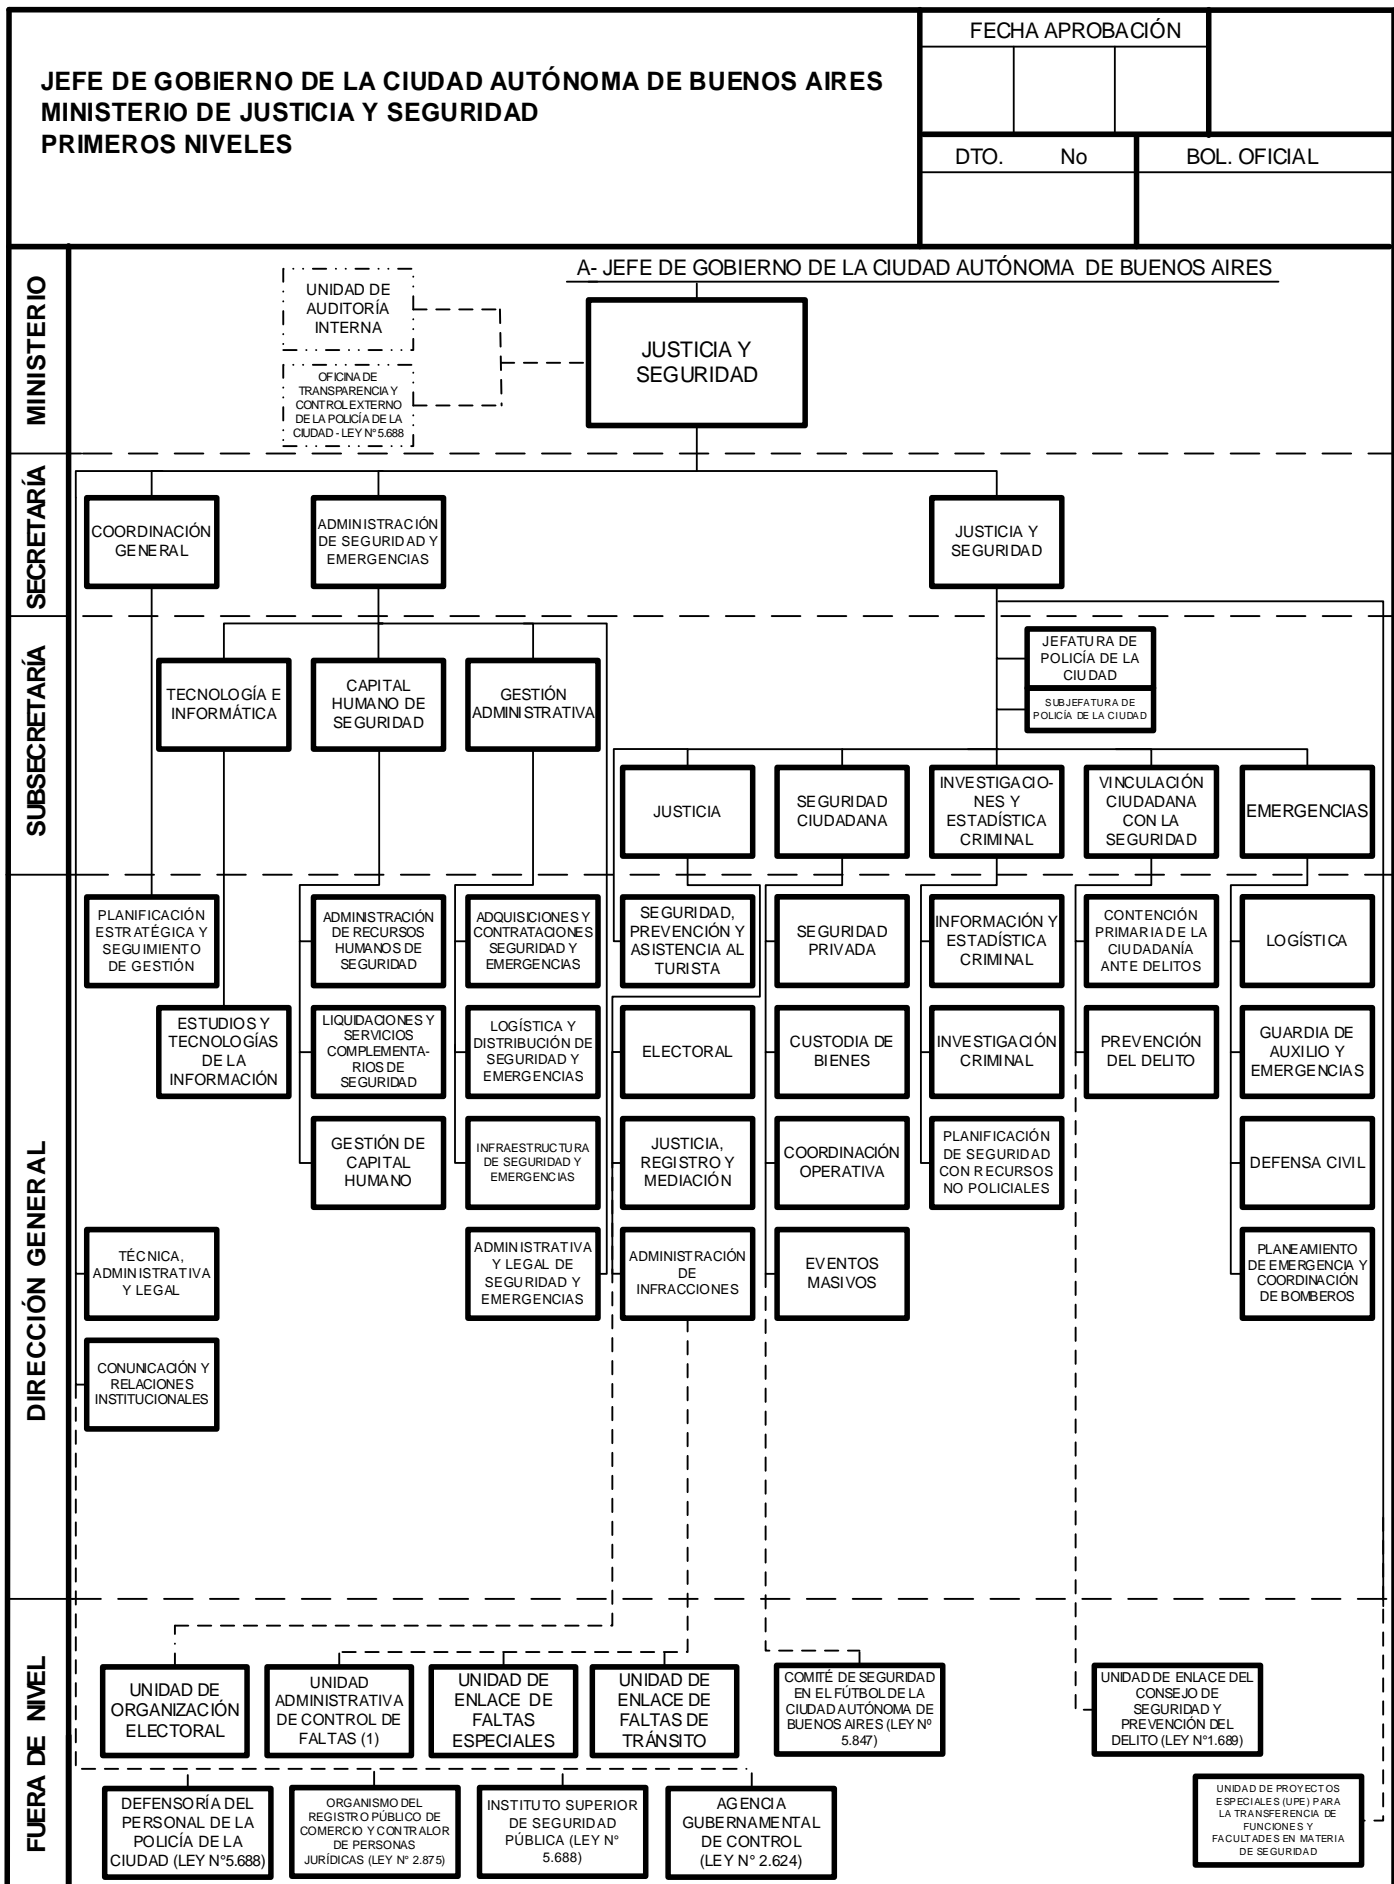 JEFE DE GOBIERNO DE LA CIUDAD AUTÓNOMA DE BUENOS AIRES
MINISTERIO DE JUSTICIA Y SEGURIDAD
PRIMEROS NIVELES
FECHA APROBACIÓN
DTO. No
BOL. OFICIAL
MINISTERIO
A- JEFE DE GOBIERNO DE LA CIUDAD AUTÓNOMA DE BUENOS AIRES
UNIDAD DE
AUDITORÍA
INTERNA
JUSTICIA Y
SEGURIDAD
OFICINA DE
TRANSPARENCIA Y
CONTROL EXTERNO
DE LA POLICÍA DE LA
CIUDAD - LEY N° 5.688
SECRETARÍA
COORDINACIÓN
GENERAL
ADMINISTRACIÓN
DE SEGURIDAD Y
EMERGENCIAS
JUSTICIA Y
SEGURIDAD
SUBSECRETARÍA
TECNOLOGÍA E
INFORMÁTICA
CAPITAL
HUMANO DE
SEGURIDAD
GESTIÓN
ADMINISTRATIVA
JEFATURA DE
POLICÍA DE LA
CIUDAD
SUBJEFATURA DE
POLICÍA DE LA CIUDAD
JUSTICIA
SEGURIDAD
CIUDADANA
INVESTIGACIO-
NES Y
ESTADÍSTICA
CRIMINAL
VINCULACIÓN
CIUDADANA
CON LA
SEGURIDAD
EMERGENCIAS
DIRECCIÓN GENERAL
PLANIFICACIÓN
ESTRATÉGICA Y
SEGUIMIENTO
DE GESTIÓN
ADMINISTRACIÓN
DE RECURSOS
HUMANOS DE
SEGURIDAD
ADQUISICIONES Y
CONTRATACIONES
SEGURIDAD Y
EMERGENCIAS
SEGURIDAD,
PREVENCIÓN Y
ASISTENCIA AL
TURISTA
SEGURIDAD
PRIVADA
INFORMACIÓN Y
ESTADÍSTICA
CRIMINAL
CONTENCIÓN
PRIMARIA DE LA
CIUDADANÍA
ANTE DELITOS
LOGÍSTICA
ESTUDIOS Y
TECNOLOGÍAS
DE LA
INFORMACIÓN
LIQUIDACIONES Y
SERVICIOS
COMPLEMENTA-
RIOS DE
SEGURIDAD
LOGÍSTICA Y
DISTRIBUCIÓN DE
SEGURIDAD Y
EMERGENCIAS
ELECTORAL
CUSTODIA DE
BIENES
INVESTIGACIÓN
CRIMINAL
PREVENCIÓN
DEL DELITO
GUARDIA DE
AUXILIO Y
EMERGENCIAS
GESTIÓN DE
CAPITAL
HUMANO
INFRAESTRUCTURA
DE SEGURIDAD Y
EMERGENCIAS
JUSTICIA,
REGISTRO Y
MEDIACIÓN
COORDINACIÓN
OPERATIVA
PLANIFICACIÓN
DE SEGURIDAD
CON RECURSOS
NO POLICIALES
DEFENSA CIVIL
TÉCNICA,
ADMINISTRATIVA
Y LEGAL
ADMINISTRATIVA
Y LEGAL DE
SEGURIDAD Y
EMERGENCIAS
ADMINISTRACIÓN
DE
INFRACCIONES
EVENTOS
MASIVOS
PLANEAMIENTO
DE EMERGENCIA Y
COORDINACIÓN
DE BOMBEROS
CONUNICACIÓN Y
RELACIONES
INSTITUCIONALES
FUERA DE NIVEL
UNIDAD DE
ORGANIZACIÓN
ELECTORAL
UNIDAD
ADMINISTRATIVA
DE CONTROL DE
FALTAS (1)
UNIDAD DE
ENLACE DE
FALTAS
ESPECIALES
UNIDAD DE
ENLACE DE
FALTAS DE
TRÁNSITO
COMITÉ DE SEGURIDAD
EN EL FÚTBOL DE LA
CIUDAD AUTÓNOMA DE
BUENOS AIRES (LEY Nº
5.847)
UNIDAD DE ENLACE DEL
CONSEJO DE
SEGURIDAD Y
PREVENCIÓN DEL
DELITO (LEY N°1.689)
DEFENSORÍA DEL
PERSONAL DE LA
POLICÍA DE LA
CIUDAD (LEY N°5.688)
ORGANISMO DEL
REGISTRO PÚBLICO DE
COMERCIO Y CONTRALOR
DE PERSONAS
JURÍDICAS (LEY N° 2.875)
INSTITUTO SUPERIOR
DE SEGURIDAD
PÚBLICA (LEY N°
5.688)
AGENCIA
GUBERNAMENTAL
DE CONTROL
(LEY N° 2.624)
UNIDAD DE PROYECTOS
ESPECIALES (UPE) PARA
LA TRANSFERENCIA DE
FUNCIONES Y
FACULTADES EN MATERIA
DE SEGURIDAD